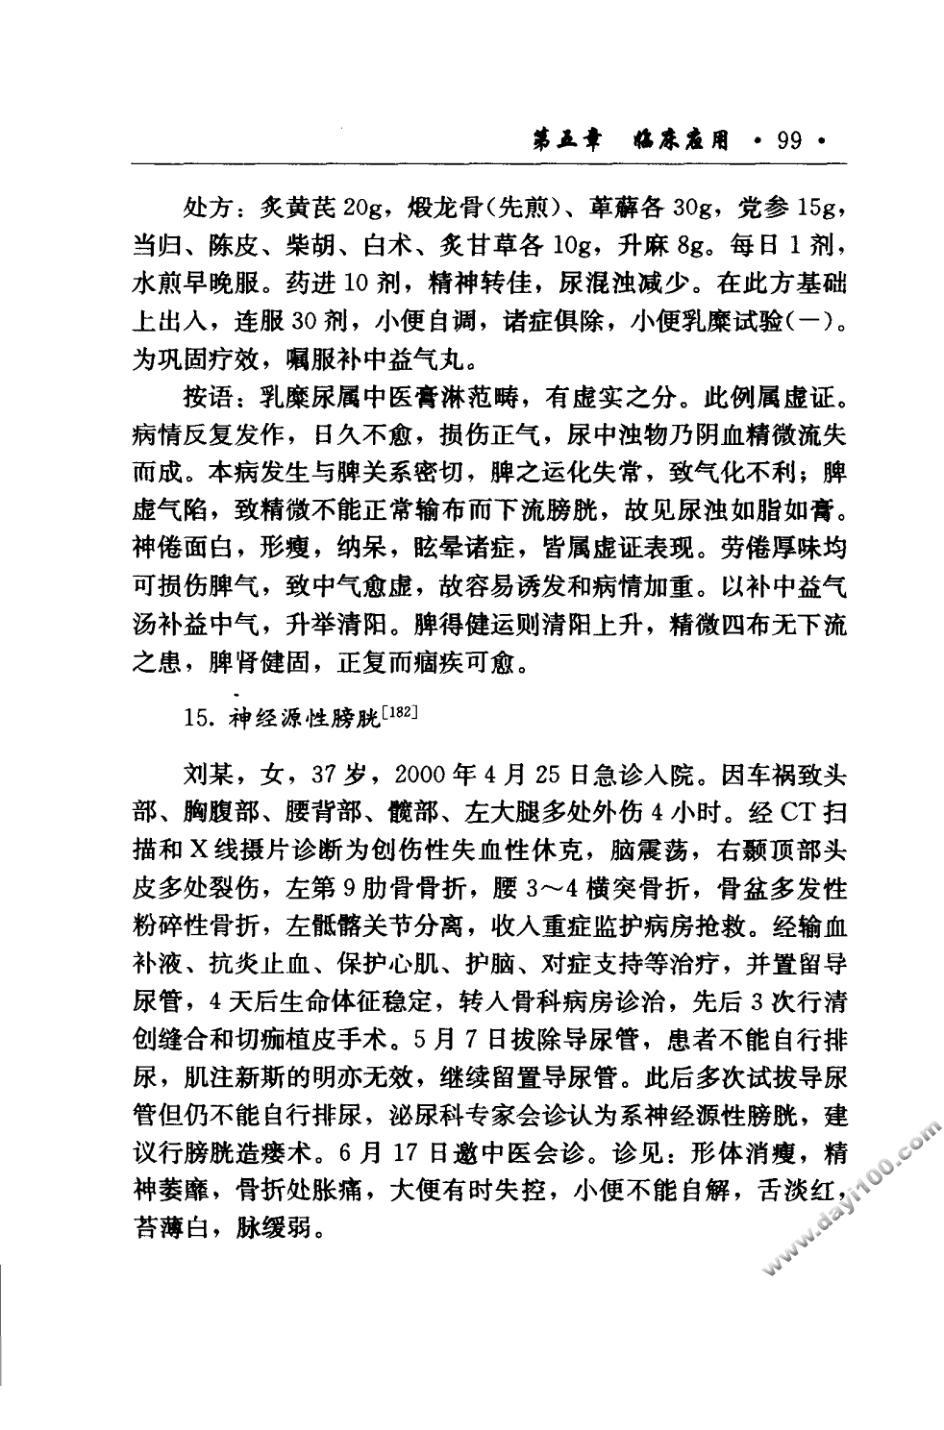 第五章　临床应用 · 99 ·
处方：炙黄芪 20g，煅龙骨(先煎)、萆薢各 30g，党参 15g，
当归、陈皮、柴胡、白术、炙甘草各 10g，升麻 8g。每日 1 剂，
水煎早晚服。药进 10 剂，精神转佳，尿混浊减少。在此方基础
上出入，连服 30 剂，小便自调，诸症俱除，小便乳糜试验(－)。
为巩固疗效，嘱服补中益气丸。
按语：乳糜尿属中医膏淋范畴，有虚实之分。此例属虚证。
病情反复发作，日久不愈，损伤正气，尿中浊物乃阴血精微流失
而成。本病发生与脾关系密切，脾之运化失常，致气化不利；脾
虚气陷，致精微不能正常输布而下流膀胱，故见尿浊如脂如膏。
神倦面白，形瘦，纳呆，眩晕诸症，皆属虚证表现。劳倦厚味均
可损伤脾气，致中气愈虚，故容易诱发和病情加重。以补中益气
汤补益中气，升举清阳。脾得健运则清阳上升，精微四布无下流
之患，脾肾健固，正复而痼疾可愈。
15. 神经源性膀胱[182]
刘某，女，37 岁，2000 年 4 月 25 日急诊入院。因车祸致头
部、胸腹部、腰背部、髋部、左大腿多处外伤 4 小时。经 CT 扫
描和 X 线摄片诊断为创伤性失血性休克，脑震荡，右颞顶部头
皮多处裂伤，左第 9 肋骨骨折，腰 3～4 横突骨折，骨盆多发性
粉碎性骨折，左骶髂关节分离，收入重症监护病房抢救。经输血
补液、抗炎止血、保护心肌、护脑、对症支持等治疗，并置留导
尿管，4 天后生命体征稳定，转入骨科病房诊治，先后 3 次行清
创缝合和切痂植皮手术。5 月 7 日拔除导尿管，患者不能自行排
尿，肌注新斯的明亦无效，继续留置导尿管。此后多次试拔导尿
管但仍不能自行排尿，泌尿科专家会诊认为系神经源性膀胱，建
议行膀胱造瘘术。6 月 17 日邀中医会诊。诊见：形体消瘦，精
神萎靡，骨折处胀痛，大便有时失控，小便不能自解，舌淡红，
苔薄白，脉缓弱。
www.dayi100.com